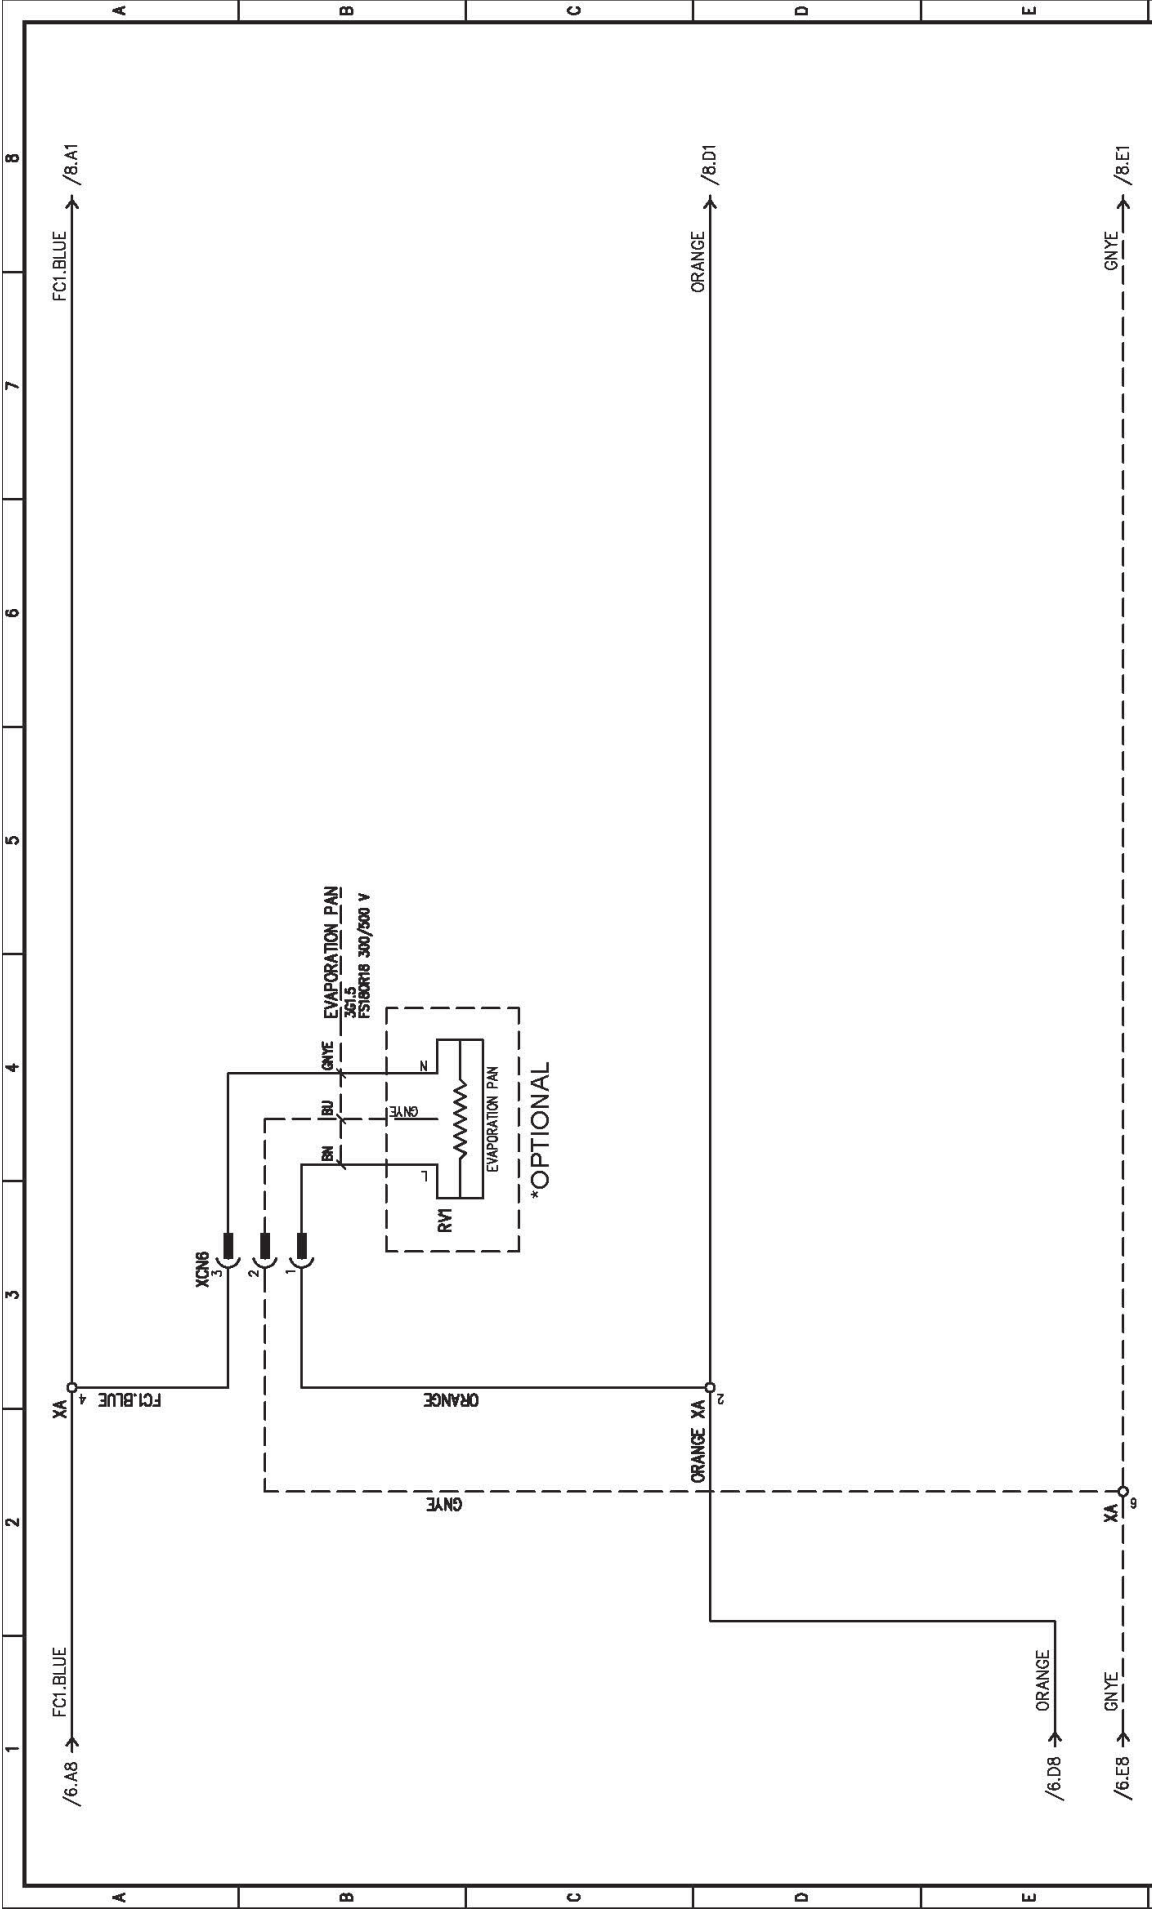 1 2 3 4 5 6 7 8
A
B
C
D
E
A
B
C
D
E
/6.A8
FC1.BLUE
XA
4
FC1.BLUE
FC1.BLUE
/8.A1
XCN6
3
2
1
BN
BU
GNYE
EVAPORATION PAN
3G1.5
FS18OR18 300/500 V
L
GNYE
N
RV1
EVAPORATION PAN
*OPTIONAL
ORANGE
GNYE
ORANGE
XA
2
ORANGE
/8.D1
/6.D8
ORANGE
/6.E8
GNYE
XA
6
GNYE
/8.E1